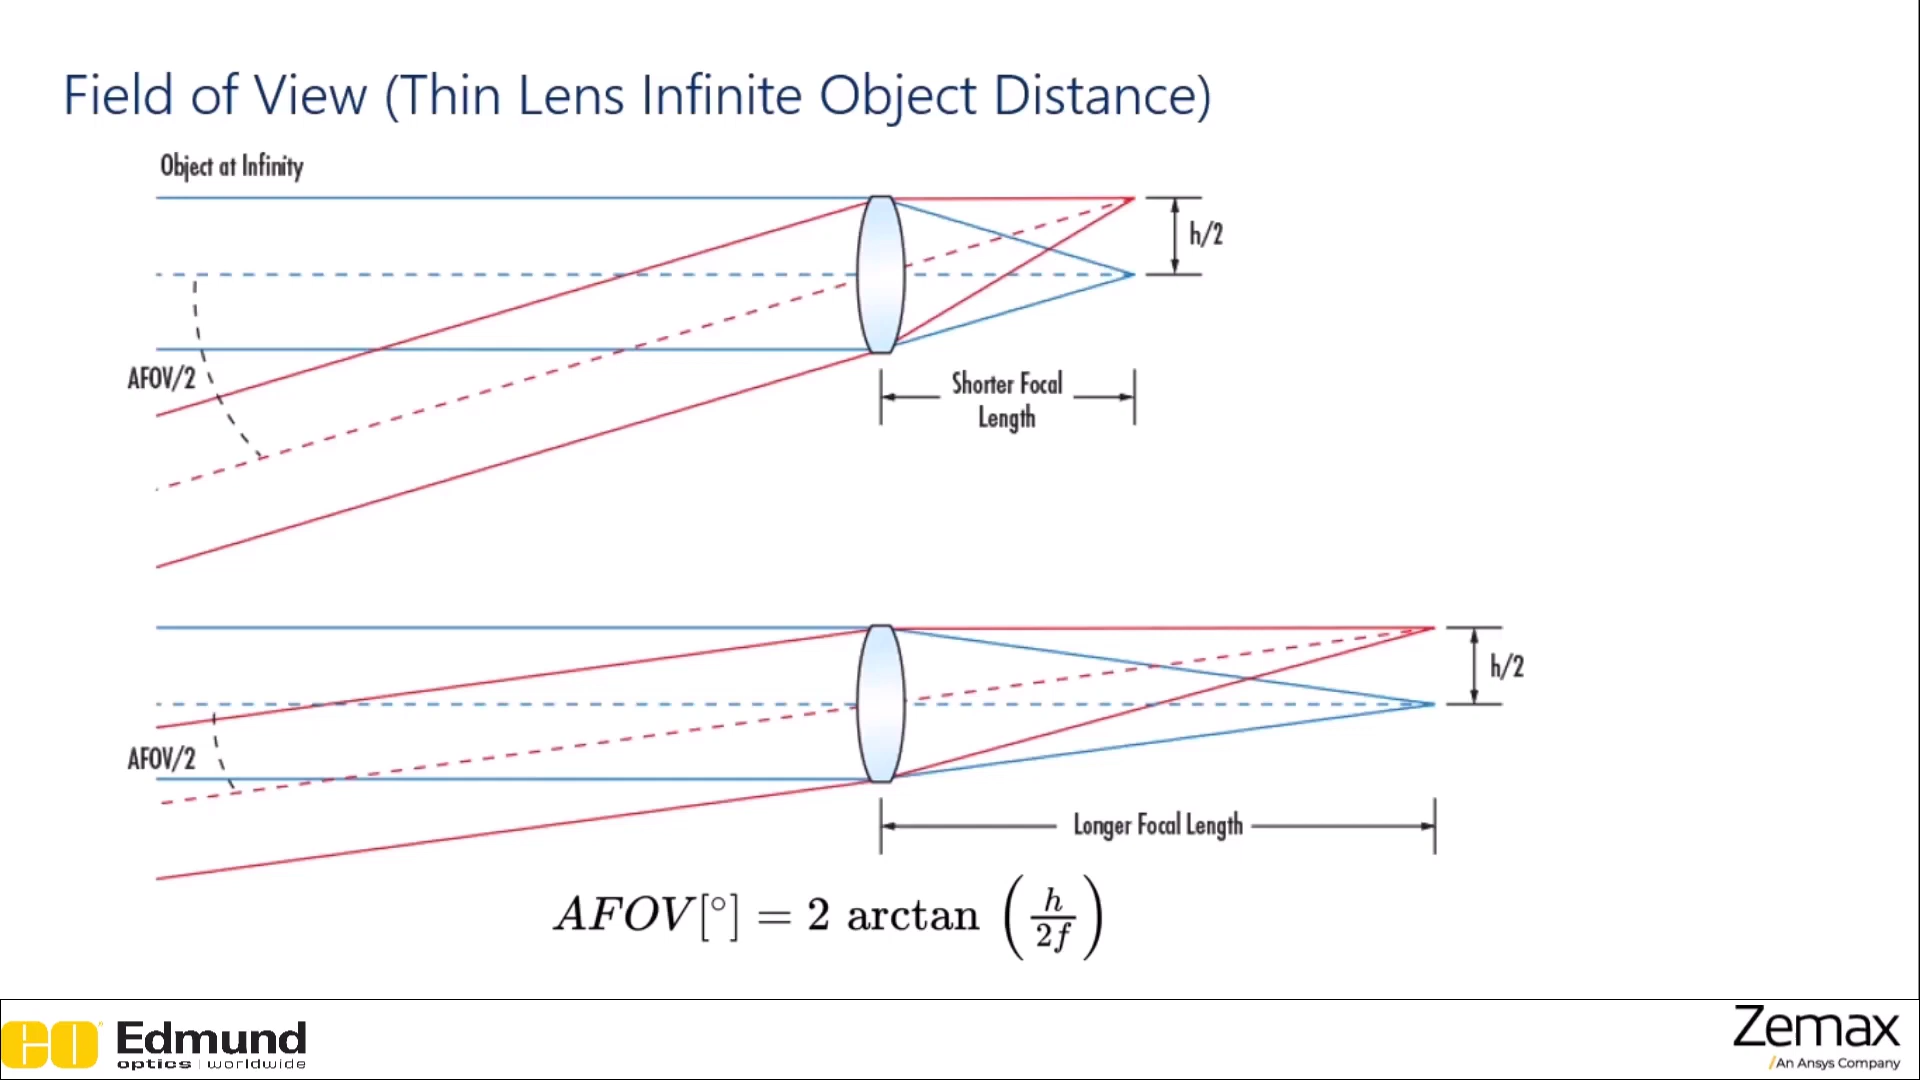 Field of View (Thin Lens Infinite Object Distance)
Object at Infinity
h/2
AFOV/2
Shorter Focal
Length
h/2
AFOV/2
Longer Focal Length
AFOV[°] = 2 arctan (h/2f)
EO Edmund
optics | worldwide
Zemax
/An Ansys Company